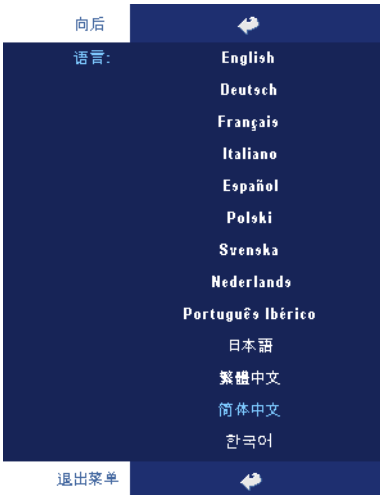 向后
语言: English
Deutsch
Français
Italiano
Español
Polski
Svenska
Nederlands
Português Ibérico
日本語
繁體中文
简体中文
한국어
退出菜单